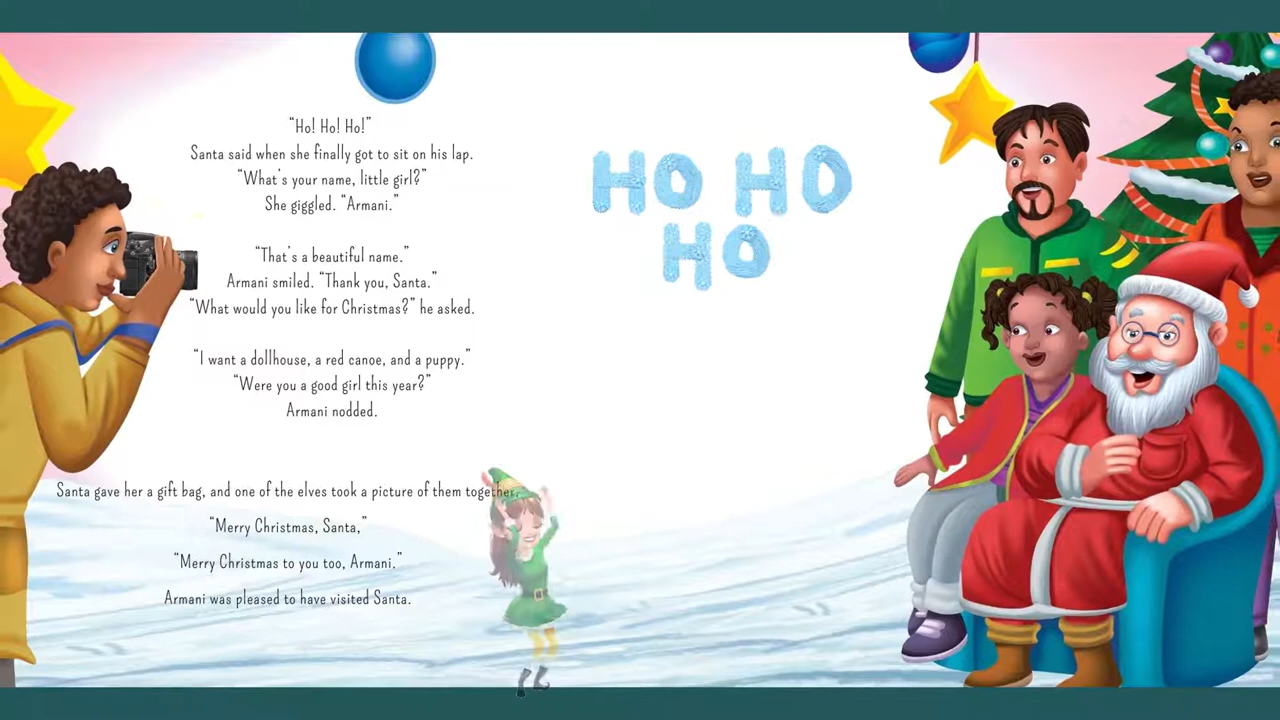 “Ho! Ho! Ho!”
Santa said when she finally got to sit on his lap.
“What's your name, little girl?”
She giggled. “Armani.”
“That's a beautiful name.”
Armani smiled. “Thank you, Santa.”
“What would you like for Christmas?” he asked.
“I want a dollhouse, a red canoe, and a puppy.”
“Were you a good girl this year?”
Armani nodded.
Santa gave her a gift bag, and one of the elves took a picture of them together.
“Merry Christmas, Santa,”
“Merry Christmas to you too, Armani.”
Armani was pleased to have visited Santa.
HO HO
HO